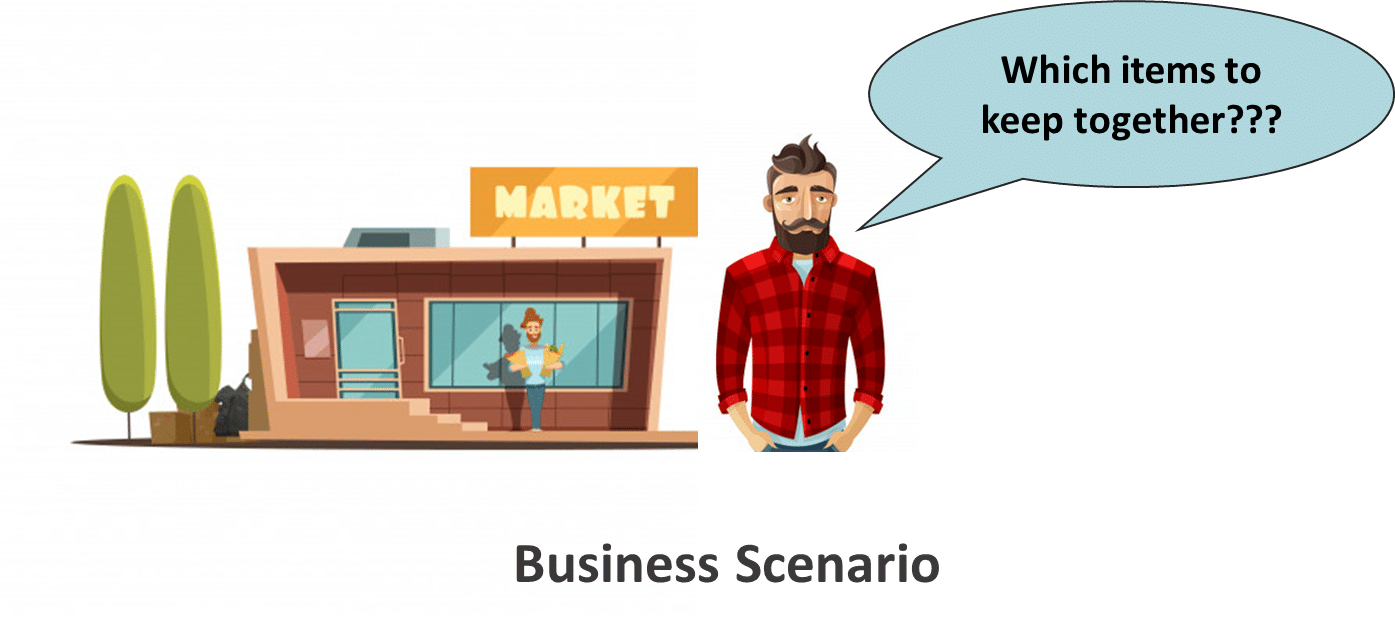 Which items to
keep together???
MARKET
Business Scenario